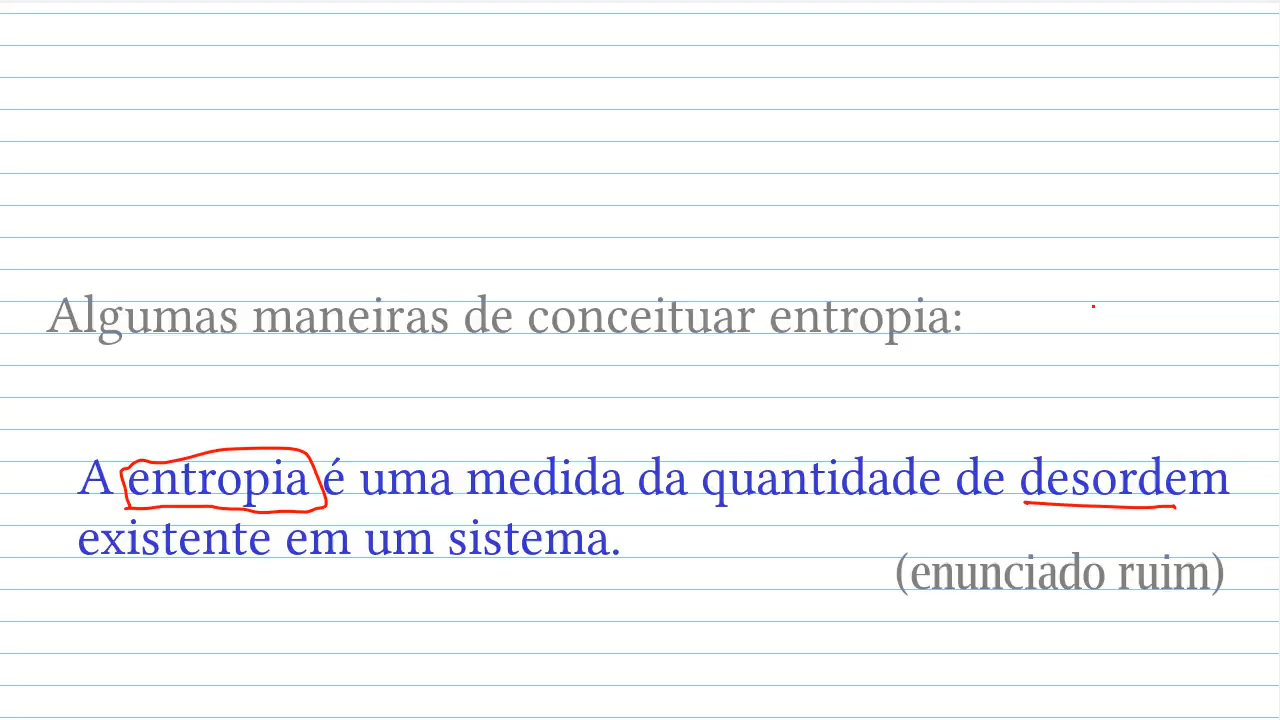 Algumas maneiras de conceituar entropia:
A entropia é uma medida da quantidade de desordem
existente em um sistema.
(enunciado ruim)